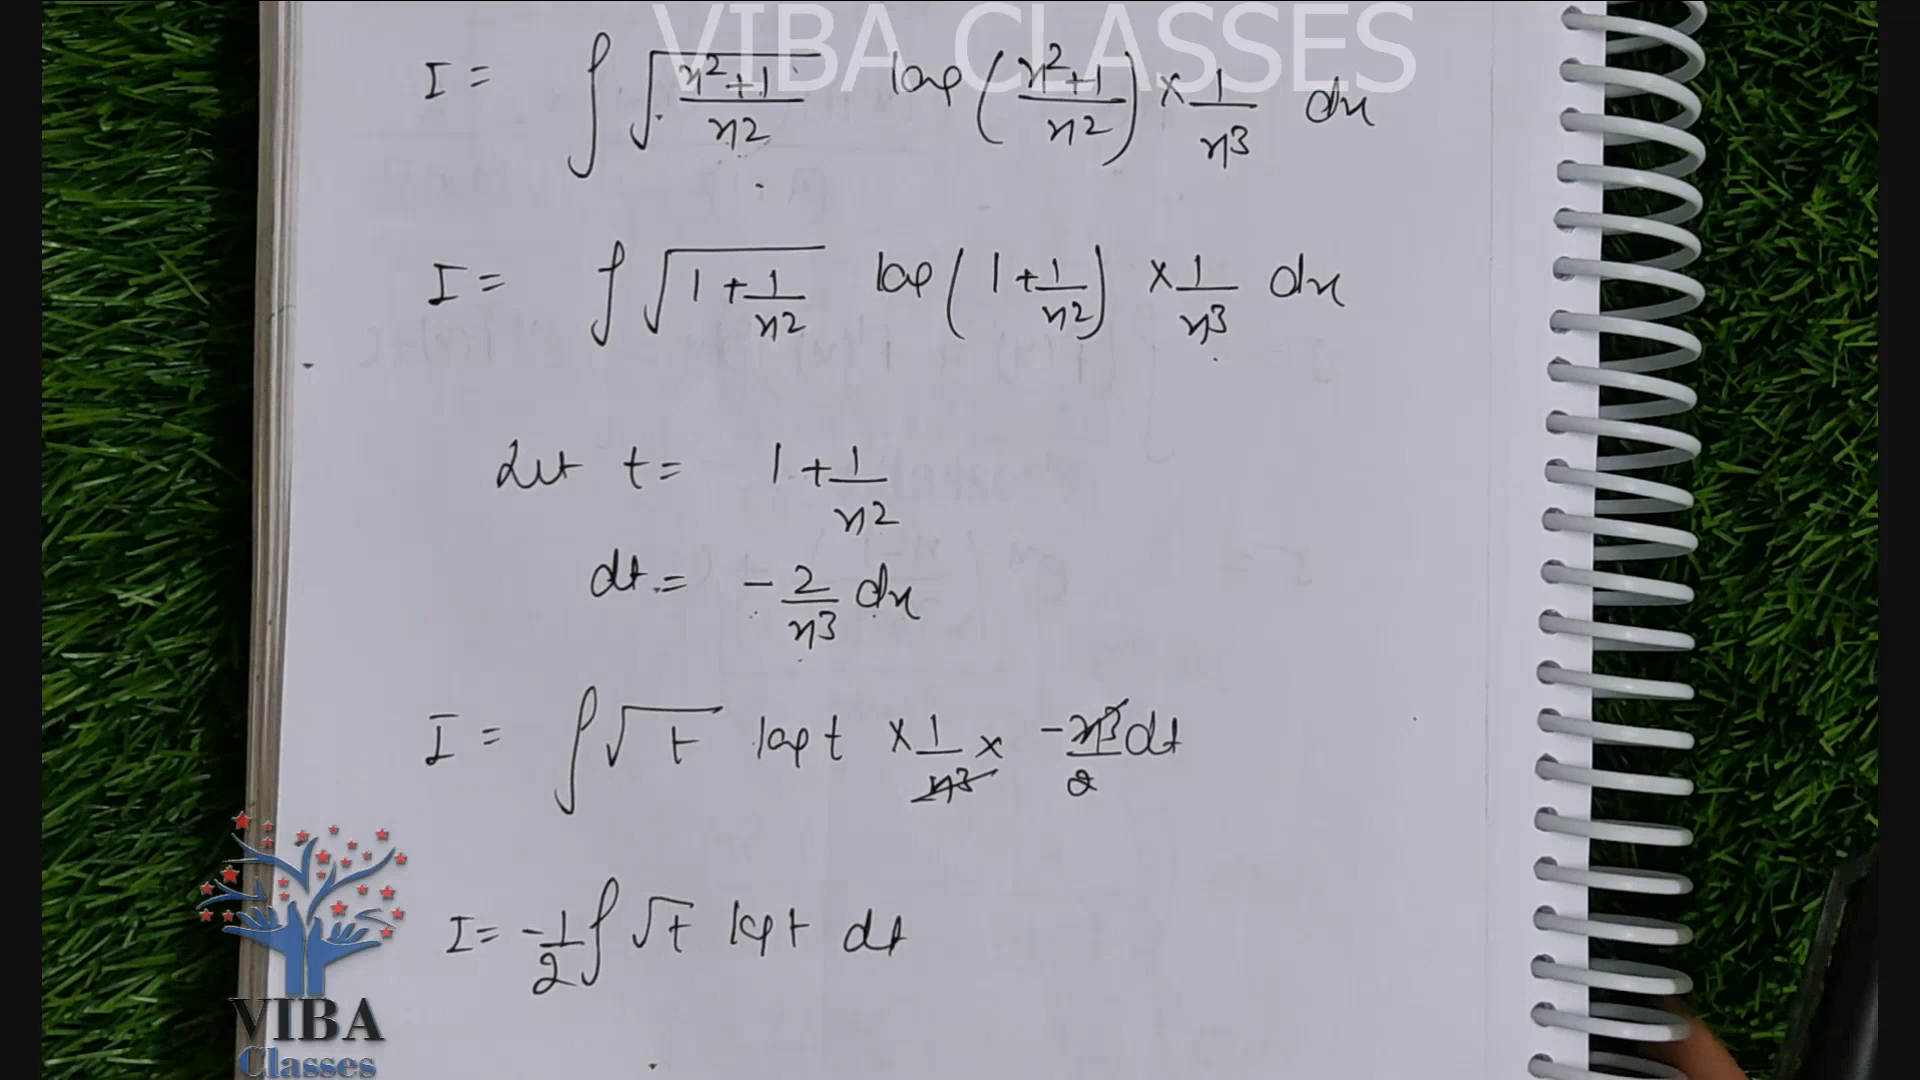 VIBA CLASSES
I = ∫ √((x²+1)/x²) log((x²+1)/x²) × 1/x³ dx
I = ∫ √(1+1/x²) log(1+1/x²) × 1/x³ dx
Let t = 1+1/x²
dt = -2/x³ dx
I = ∫ √t log t × 1/x³ × -x³/2 dt
I = -1/2 ∫ √t log t dt
VIBA
Classes